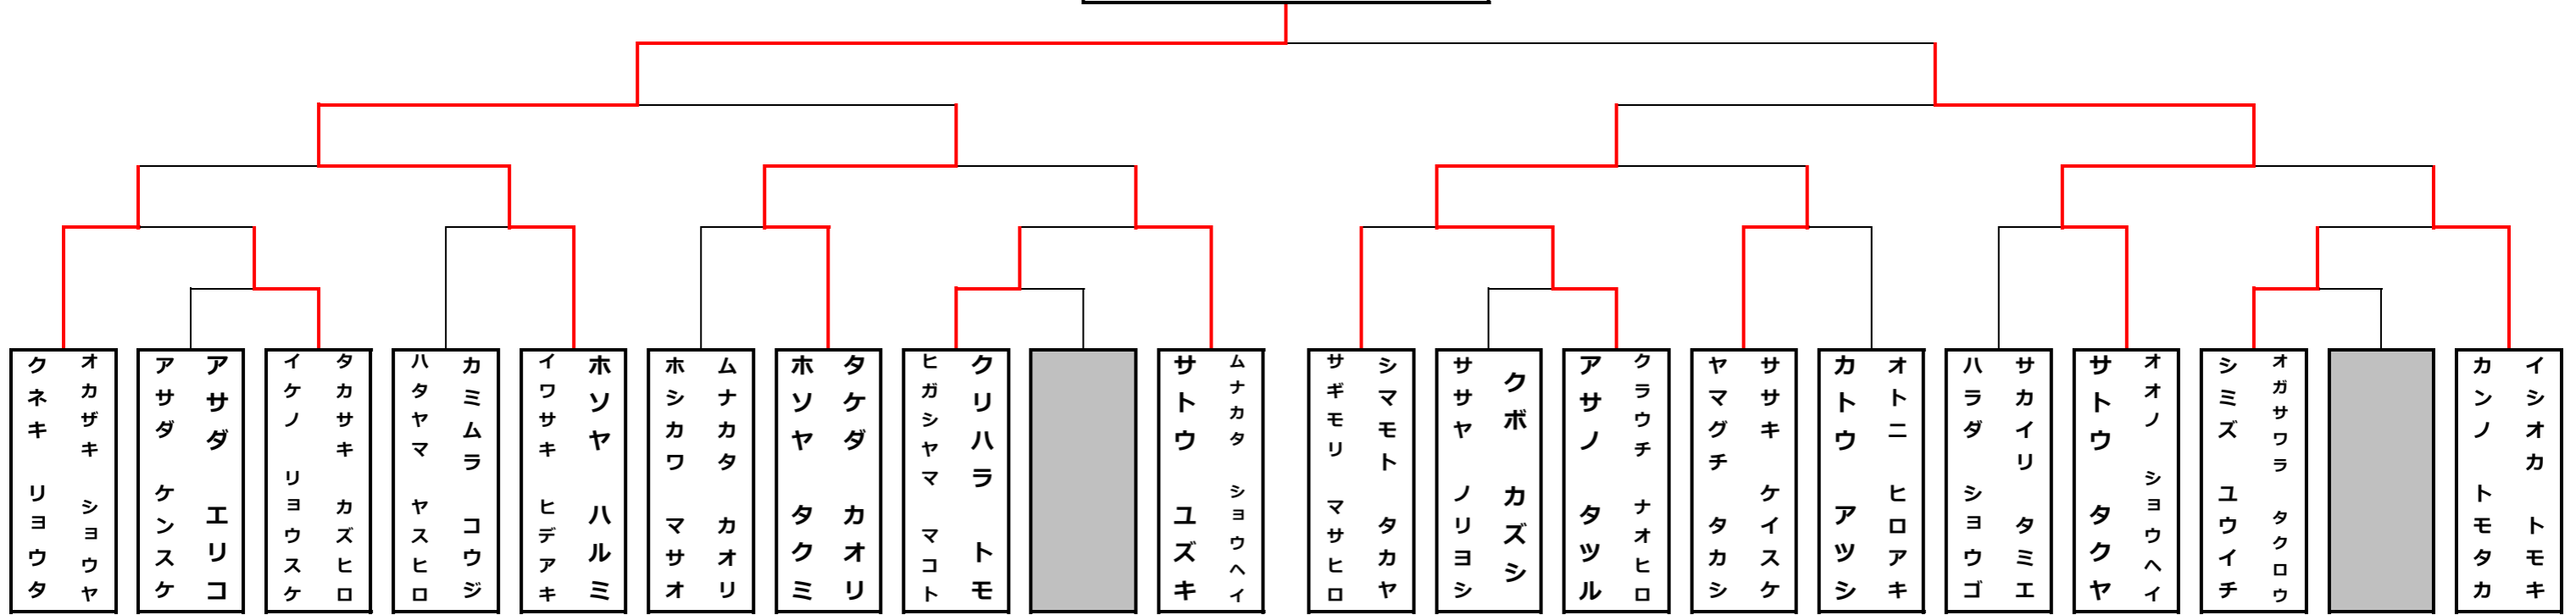 オカザキ ショウヤ
クネキ リョウタ
アサダ エリコ
アサダ ケンスケ
タカサキ カズヒロ
イケノ リョウスケ
カミムラ コウジ
ハタヤマ ヤスヒロ
ホソヤ ハルミ
イワサキ ヒデアキ
ムナカタ カオリ
ホシカワ マサオ
タケダ カオリ
ホソヤ タクミ
クリハラ トモ
ヒガシヤマ マコト
ムナカタ ショウヘイ
サトウ ユズキ
シマモト タカヤ
サギモリ マサヒロ
クボ カズシ
ササヤ ノリヨシ
クラウチ ナオヒロ
アサノ タツル
ササキ ケイスケ
ヤマグチ タカシ
オトニ ヒロアキ
カトウ アツシ
サカイリ タミエ
ハラダ ショウゴ
オオノ ショウヘイ
サトウ タクヤ
オガサワラ タクロウ
シミズ ユウイチ
イシオカ トモキ
カンノ トモタカ